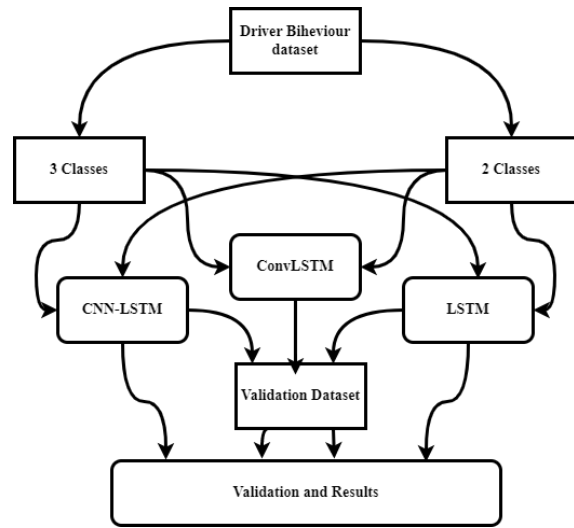 Driver Biheviour
dataset
3 Classes
2 Classes
ConvLSTM
CNN-LSTM
LSTM
Validation Dataset
Validation and Results